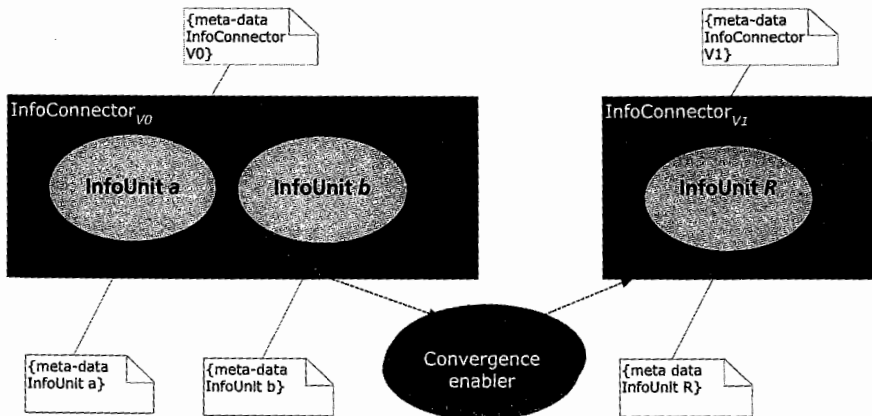 {meta-data
InfoConnector
V0}
{meta-data
InfoConnector
V1}
InfoConnectorV0
InfoConnectorV1
InfoUnit a
InfoUnit b
InfoUnit R
Convergence
enabler
{meta-data
InfoUnit a}
{meta-data
InfoUnit b}
{meta data
InfoUnit R}